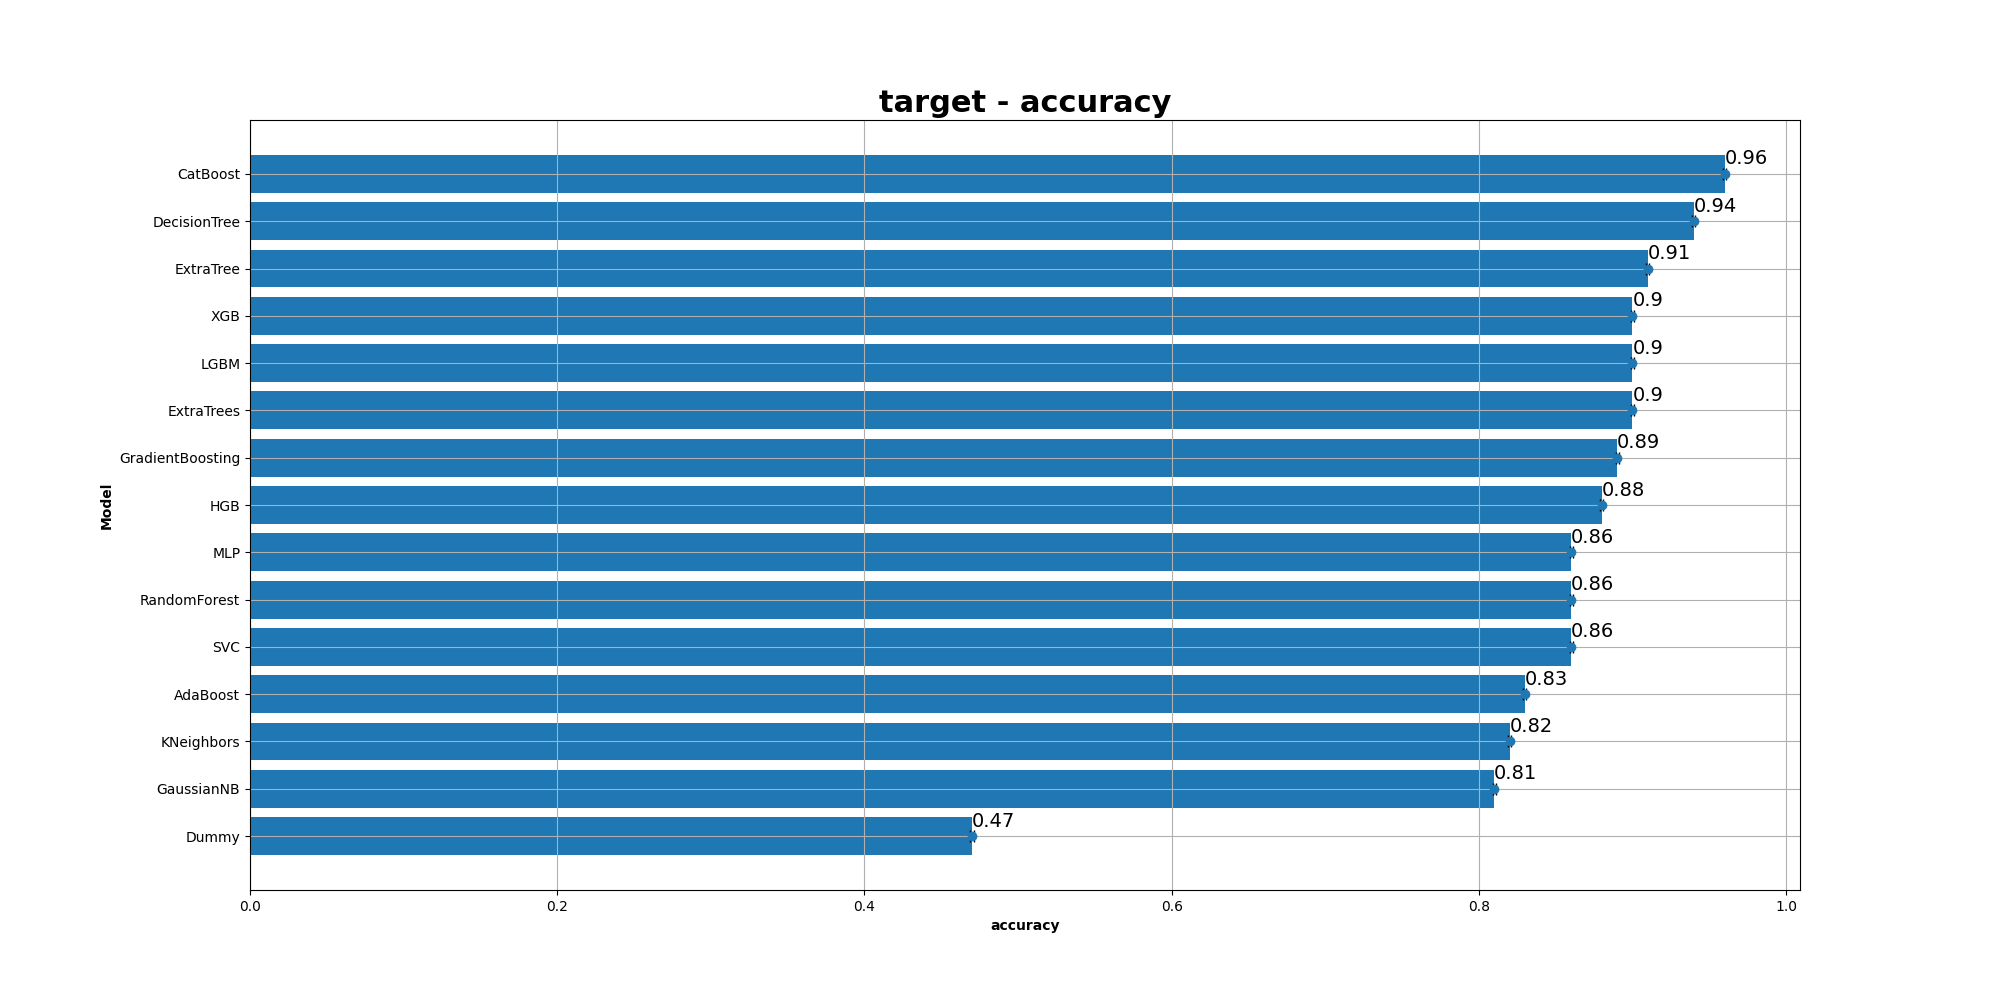 target - accuracy
CatBoost 0.96
DecisionTree 0.94
ExtraTree 0.91
XGB 0.9
LGBM 0.9
ExtraTrees 0.9
GradientBoosting 0.89
HGB 0.88
MLP 0.86
RandomForest 0.86
SVC 0.86
AdaBoost 0.83
KNeighbors 0.82
GaussianNB 0.81
Dummy 0.47
Model
0.0 0.2 0.4 0.6 0.8 1.0
accuracy